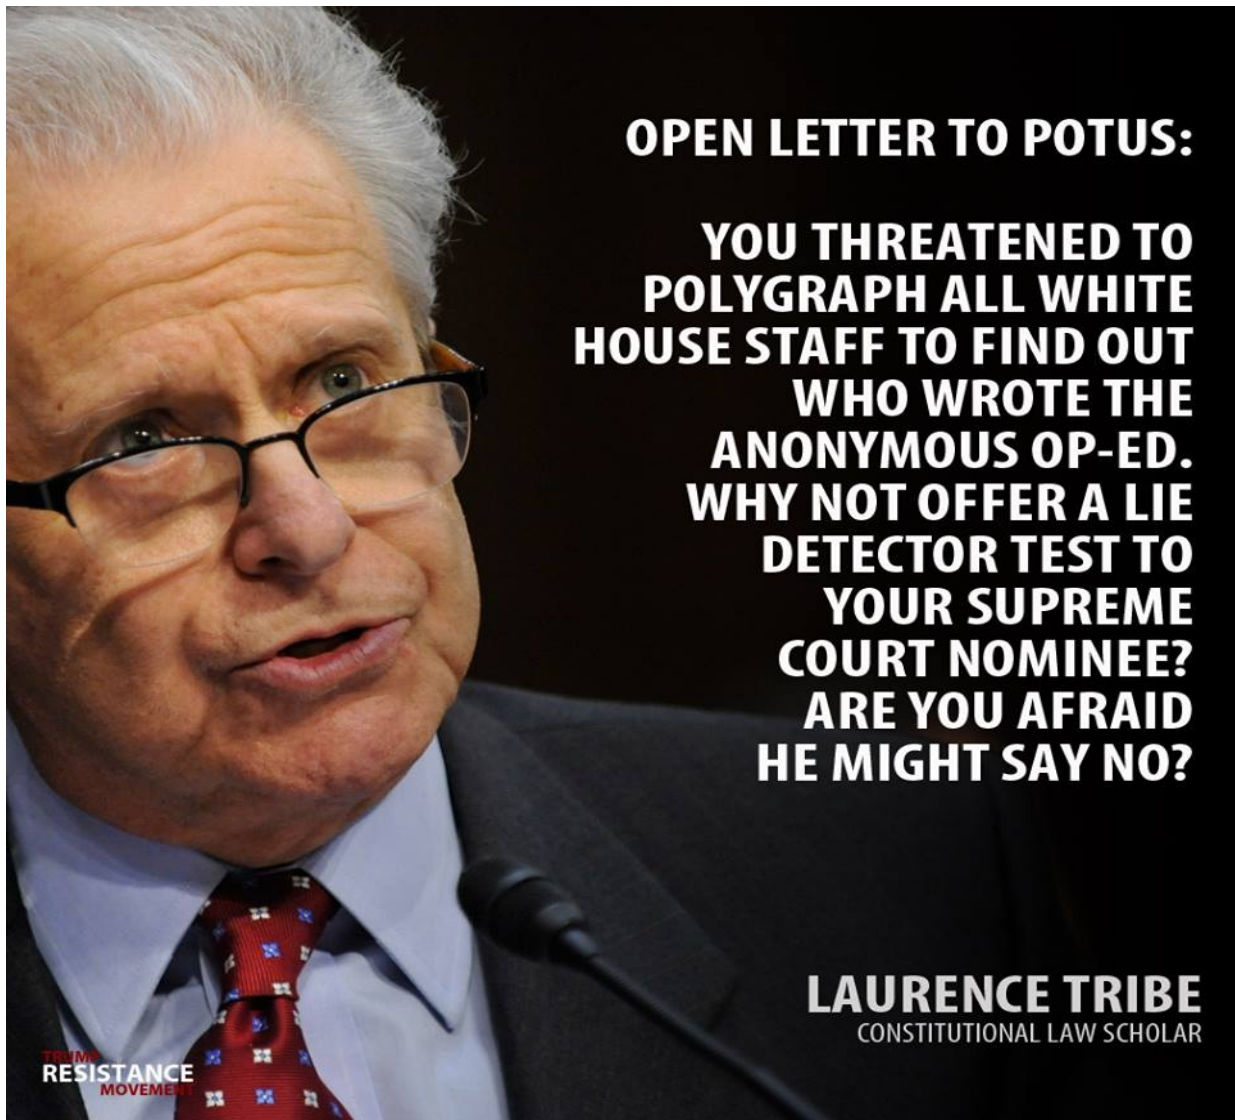 OPEN LETTER TO POTUS:
YOU THREATENED TO
POLYGRAPH ALL WHITE
HOUSE STAFF TO FIND OUT
WHO WROTE THE
ANONYMOUS OP-ED.
WHY NOT OFFER A LIE
DETECTOR TEST TO
YOUR SUPREME
COURT NOMINEE?
ARE YOU AFRAID
HE MIGHT SAY NO?
LAURENCE TRIBE
CONSTITUTIONAL LAW SCHOLAR
TRUMP
RESISTANCE
MOVEMENT